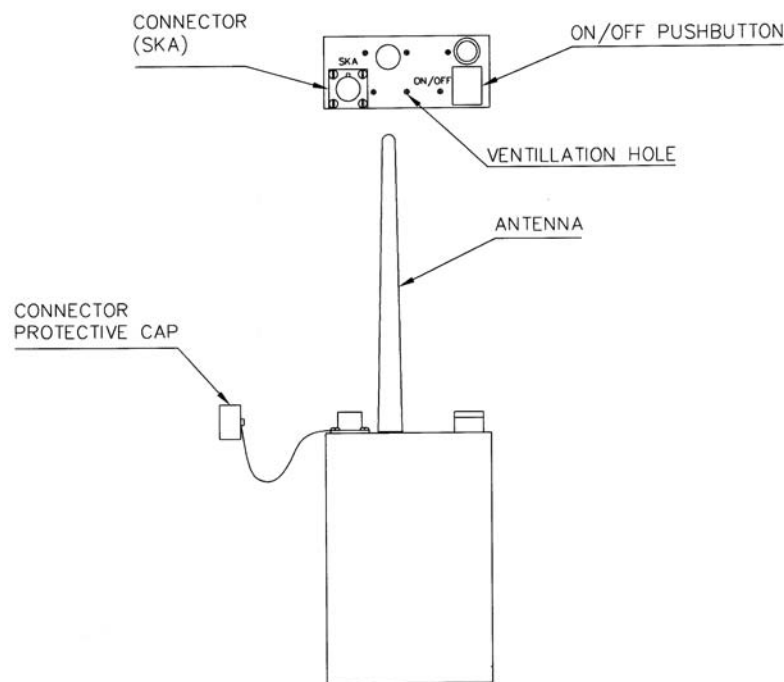 CONNECTOR
(SKA)
ON/OFF PUSHBUTTON
SKA
ON/OFF
VENTILLATION HOLE
ANTENNA
CONNECTOR
PROTECTIVE CAP